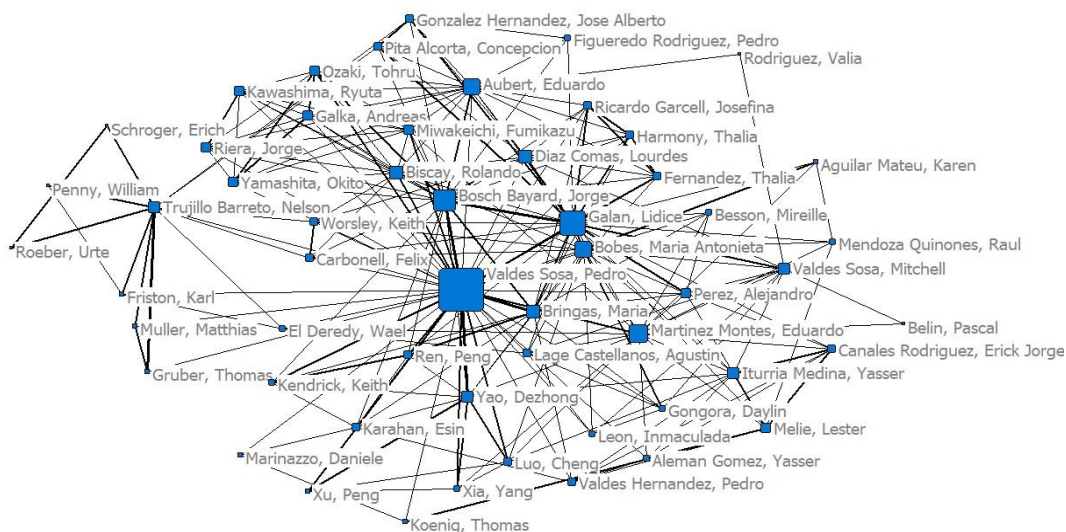 Gonzalez Hernandez, Jose Alberto
Figueredo Rodriguez, Pedro
Pita Alcorta, Concepcion
Rodriguez, Valia
Ozaki, Tohru
Aubert, Eduardo
Kawashima, Ryuta
Ricardo Garcell, Josefina
Galka, Andreas
Schroger, Erich
Miwakeichi, Fumikazu
Harmony, Thalia
Riera, Jorge
Diaz Comas, Lourdes
Aguilar Mateu, Karen
Biscay, Rolando
Fernandez, Thalia
Yamashita, Okito
Penny, William
Bosch Bayard, Jorge
Trujillo Barreto, Nelson
Galan, Lidice
Besson, Mireille
Worsley, Keith
Roeber, Urte
Bobes, Maria Antonieta
Mendoza Quinones, Raul
Carbonell, Felix
Valdes Sosa, Pedro
Valdes Sosa, Mitchell
Friston, Karl
Perez, Alejandro
Bringas, Maria
Muller, Matthias
El Deredy, Wael
Martinez Montes, Eduardo
Belin, Pascal
Ren, Peng
Lage Castellanos, Agustin
Canales Rodriguez, Erick Jorge
Gruber, Thomas
Iturria Medina, Yasser
Kendrick, Keith
Yao, Dezhong
Gongora, Daylin
Karahan, Esin
Leon, Inmaculada
Melie, Lester
Marinazzo, Daniele
Luo, Cheng
Aleman Gomez, Yasser
Valdes Hernandez, Pedro
Xu, Peng
Xia, Yang
Koenig, Thomas